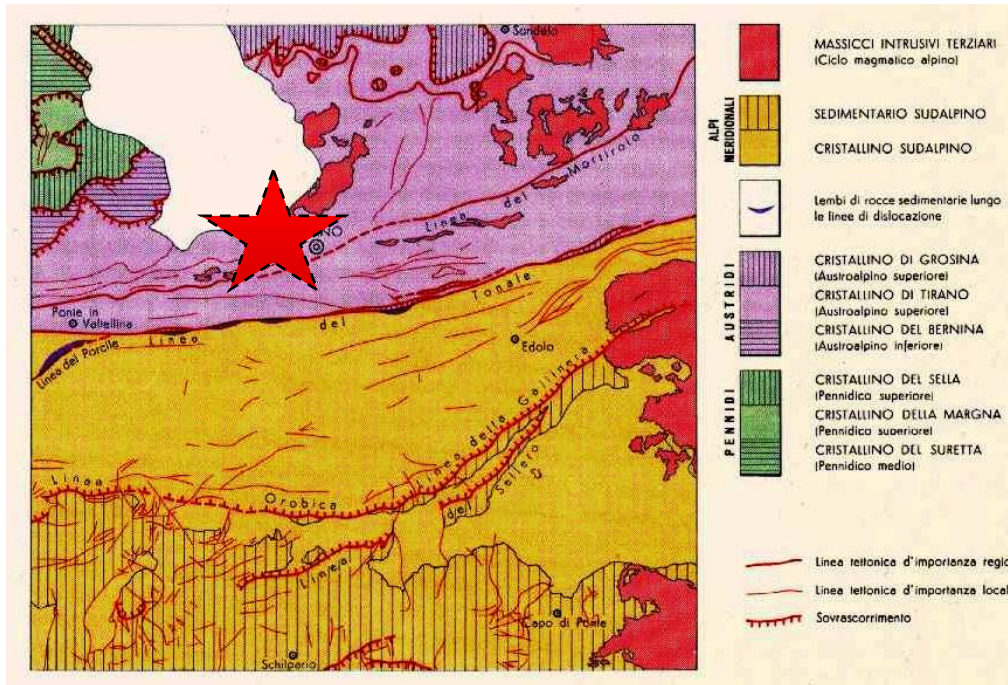 Sondalo
Linea del Mortirolo
NO
Ponte in
Valtellina
Linea del Tonale
Linea del Porcile
Edolo
Linea della Gallinera
Linea Orobica
Linea del Sellero
Capo di Ponte
Schilpario
MASSICCI INTRUSIVI TERZIARI
(Ciclo magmatico alpino)
ALPI
MERIDIONALI
SEDIMENTARIO SUDALPINO
CRISTALLINO SUDALPINO
Lembi di rocce sedimentarie lungo
le linee di dislocazione
AUSTRIDI
CRISTALLINO DI GROSINA
(Austroalpino superiore)
CRISTALLINO DI TIRANO
(Austroalpino superiore)
CRISTALLINO DEL BERNINA
(Austroalpino inferiore)
PENNIDI
CRISTALLINO DEL SELLA
(Pennidico superiore)
CRISTALLINO DELLA MARGNA
(Pennidico superiore)
CRISTALLINO DEL SURETTA
(Pennidico medio)
Linea tettonica d'importanza regio
Linea tettonica d'importanza local
Sovrascorrimento